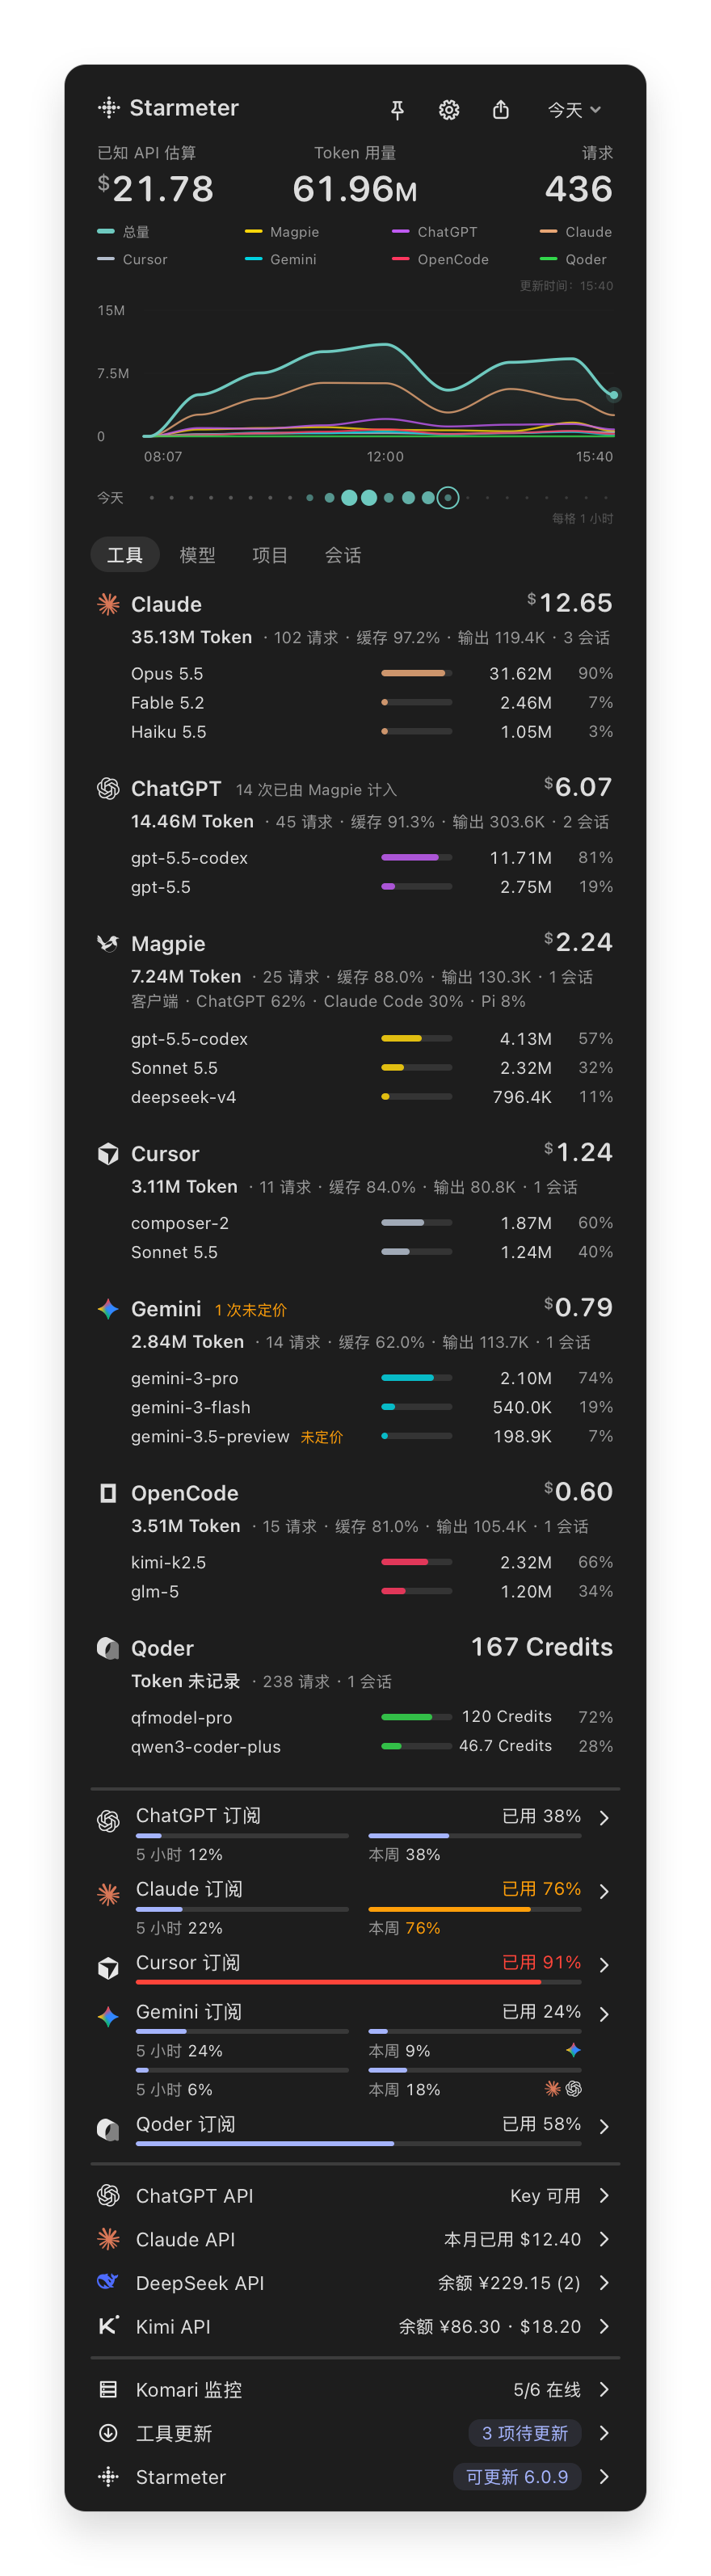 Starmeter 今天
已知 API 估算 Token 用量 请求
$21.78 61.96M 436
总量 Magpie ChatGPT Claude
Cursor Gemini OpenCode Qoder
更新时间：15:40
15M
7.5M
0
08:07 12:00 15:40
今天
每格 1 小时
工具 模型 项目 会话
Claude $12.65
35.13M Token · 102 请求 · 缓存 97.2% · 输出 119.4K · 3 会话
Opus 5.5 31.62M 90%
Fable 5.2 2.46M 7%
Haiku 5.5 1.05M 3%
ChatGPT 14 次已由 Magpie 计入 $6.07
14.46M Token · 45 请求 · 缓存 91.3% · 输出 303.6K · 2 会话
gpt-5.5-codex 11.71M 81%
gpt-5.5 2.75M 19%
Magpie $2.24
7.24M Token · 25 请求 · 缓存 88.0% · 输出 130.3K · 1 会话
客户端 · ChatGPT 62% · Claude Code 30% · Pi 8%
gpt-5.5-codex 4.13M 57%
Sonnet 5.5 2.32M 32%
deepseek-v4 796.4K 11%
Cursor $1.24
3.11M Token · 11 请求 · 缓存 84.0% · 输出 80.8K · 1 会话
composer-2 1.87M 60%
Sonnet 5.5 1.24M 40%
Gemini 1 次未定价 $0.79
2.84M Token · 14 请求 · 缓存 62.0% · 输出 113.7K · 1 会话
gemini-3-pro 2.10M 74%
gemini-3-flash 540.0K 19%
gemini-3.5-preview 未定价 198.9K 7%
OpenCode $0.60
3.51M Token · 15 请求 · 缓存 81.0% · 输出 105.4K · 1 会话
kimi-k2.5 2.32M 66%
glm-5 1.20M 34%
Qoder 167 Credits
Token 未记录 · 238 请求 · 1 会话
qfmodel-pro 120 Credits 72%
qwen3-coder-plus 46.7 Credits 28%
ChatGPT 订阅 已用 38%
5 小时 12% 本周 38%
Claude 订阅 已用 76%
5 小时 22% 本周 76%
Cursor 订阅 已用 91%
Gemini 订阅 已用 24%
5 小时 24% 本周 9%
5 小时 6% 本周 18%
Qoder 订阅 已用 58%
ChatGPT API Key 可用
Claude API 本月已用 $12.40
DeepSeek API 余额 ¥229.15 (2)
Kimi API 余额 ¥86.30 · $18.20
Komari 监控 5/6 在线
工具更新 3 项待更新
Starmeter 可更新 6.0.9